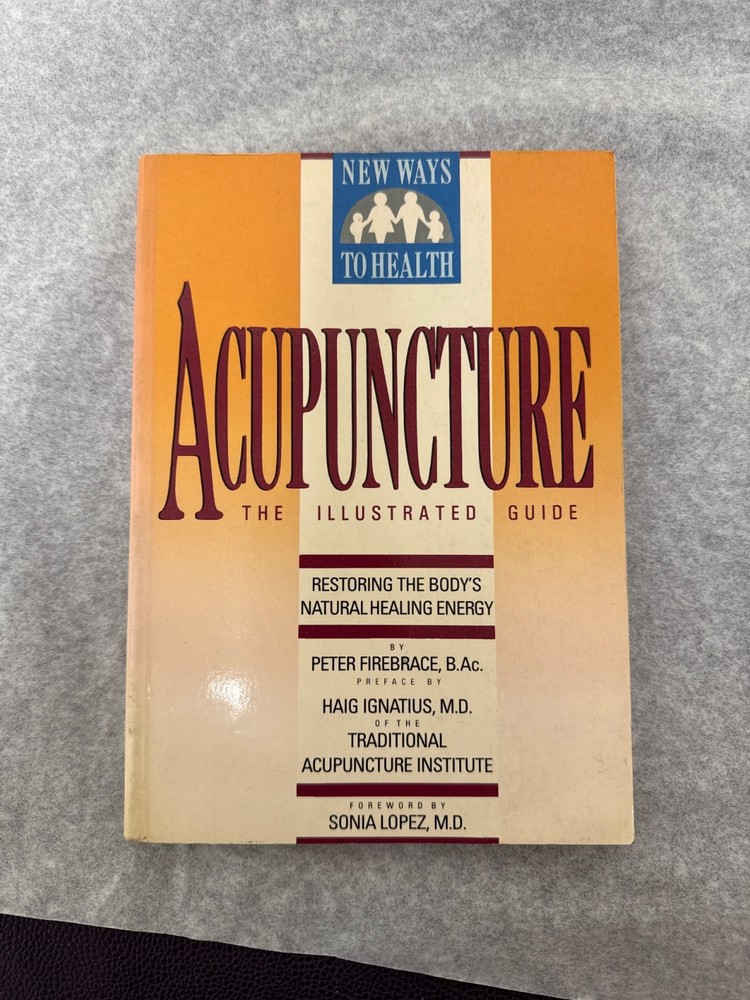 NEW WAYS
TO HEALTH
ACUPUNCTURE
THE ILLUSTRATED GUIDE
RESTORING THE BODY'S
NATURAL HEALING ENERGY
BY
PETER FIREBRACE, B.Ac.
PREFACE BY
HAIG IGNATIUS, M.D.
OF THE
TRADITIONAL
ACUPUNCTURE INSTITUTE
FOREWORD BY
SONIA LOPEZ, M.D.